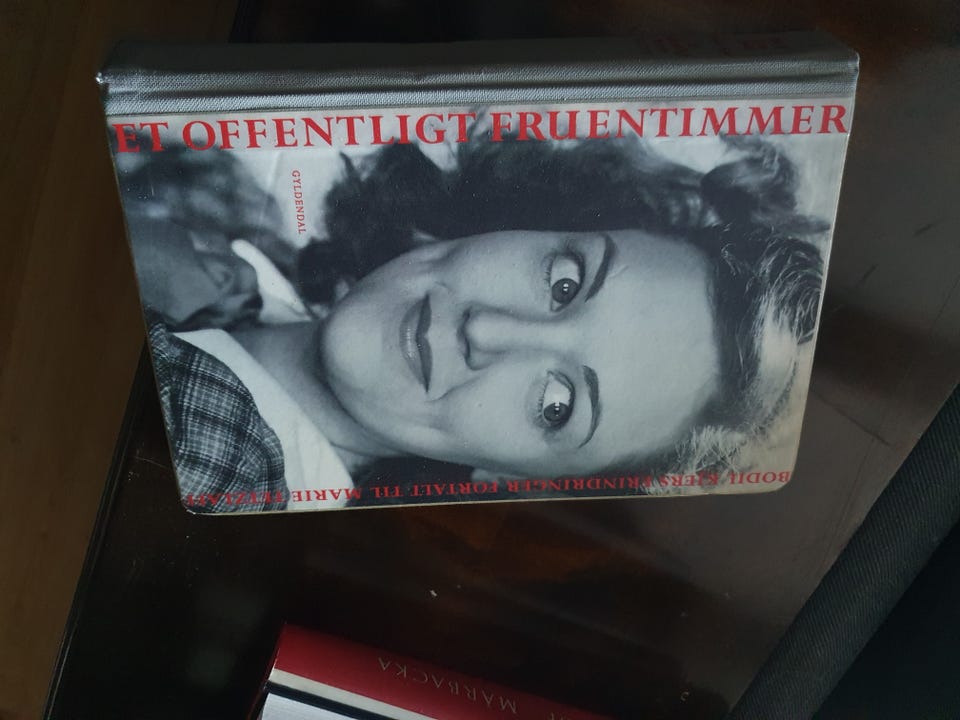 ET OFFENTLIGT FRUENTIMMER
GYLDENDAL
BODIL KJERS ERINDRINGER FORTALT TIL MARIE TETZLAFF
MÅRBACKA